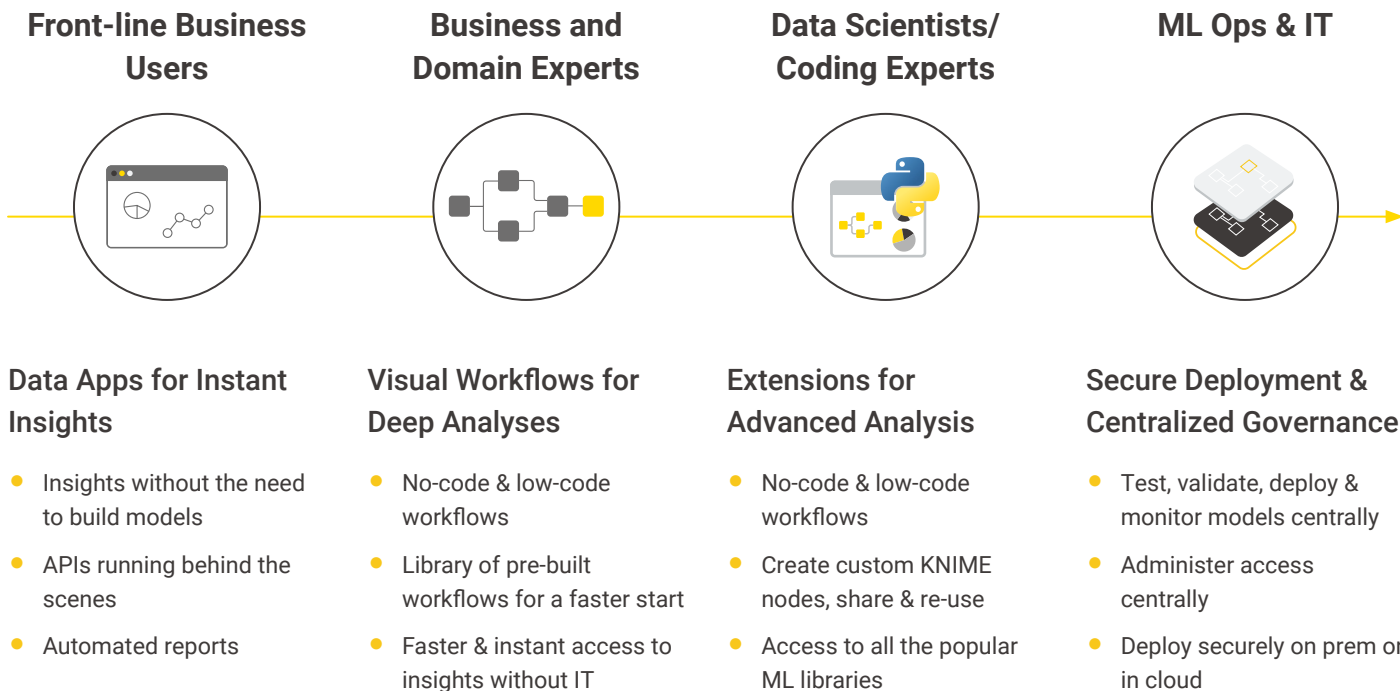 Front-line Business
Users
Business and
Domain Experts
Data Scientists/
Coding Experts
ML Ops & IT
Data Apps for Instant
Insights
Insights without the need
to build models
APIs running behind the
scenes
Automated reports
Visual Workflows for
Deep Analyses
No-code & low-code
workflows
Library of pre-built
workflows for a faster start
Faster & instant access to
insights without IT
Extensions for
Advanced Analysis
No-code & low-code
workflows
Create custom KNIME
nodes, share & re-use
Access to all the popular
ML libraries
Secure Deployment &
Centralized Governance
Test, validate, deploy &
monitor models centrally
Administer access
centrally
Deploy securely on prem or
in cloud